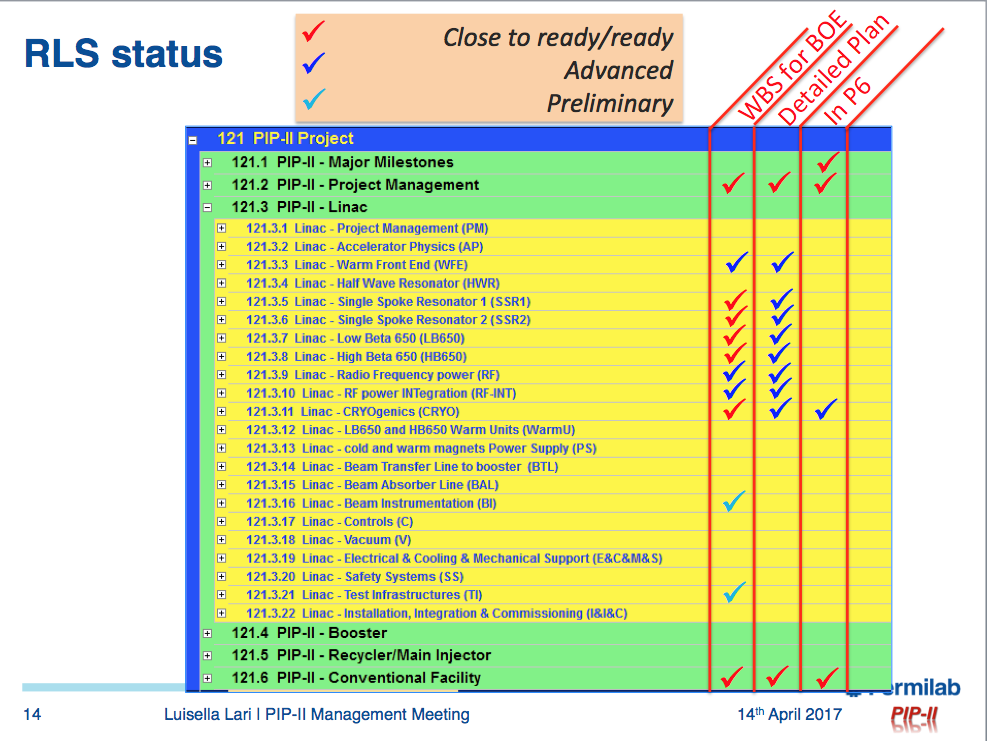 RLS status
Close to ready/ready
Advanced
Preliminary
WBS for BOE
Detailed Plan
In P6
121 PIP-II Project
121.1 PIP-II - Major Milestones
121.2 PIP-II - Project Management
121.3 PIP-II - Linac
121.3.1 Linac - Project Management (PM)
121.3.2 Linac - Accelerator Physics (AP)
121.3.3 Linac - Warm Front End (WFE)
121.3.4 Linac - Half Wave Resonator (HWR)
121.3.5 Linac - Single Spoke Resonator 1 (SSR1)
121.3.6 Linac - Single Spoke Resonator 2 (SSR2)
121.3.7 Linac - Low Beta 650 (LB650)
121.3.8 Linac - High Beta 650 (HB650)
121.3.9 Linac - Radio Frequency power (RF)
121.3.10 Linac - RF power INTegration (RF-INT)
121.3.11 Linac - CRYOgenics (CRYO)
121.3.12 Linac - LB650 and HB650 Warm Units (WarmU)
121.3.13 Linac - cold and warm magnets Power Supply (PS)
121.3.14 Linac - Beam Transfer Line to booster (BTL)
121.3.15 Linac - Beam Absorber Line (BAL)
121.3.16 Linac - Beam Instrumentation (BI)
121.3.17 Linac - Controls (C)
121.3.18 Linac - Vacuum (V)
121.3.19 Linac - Electrical & Cooling & Mechanical Support (E&C&M&S)
121.3.20 Linac - Safety Systems (SS)
121.3.21 Linac - Test Infrastructures (TI)
121.3.22 Linac - Installation, Integration & Commissioning (I&I&C)
121.4 PIP-II - Booster
121.5 PIP-II - Recycler/Main Injector
121.6 PIP-II - Conventional Facility
Fermilab
14 Luisella Lari | PIP-II Management Meeting 14th April 2017 PIP-II